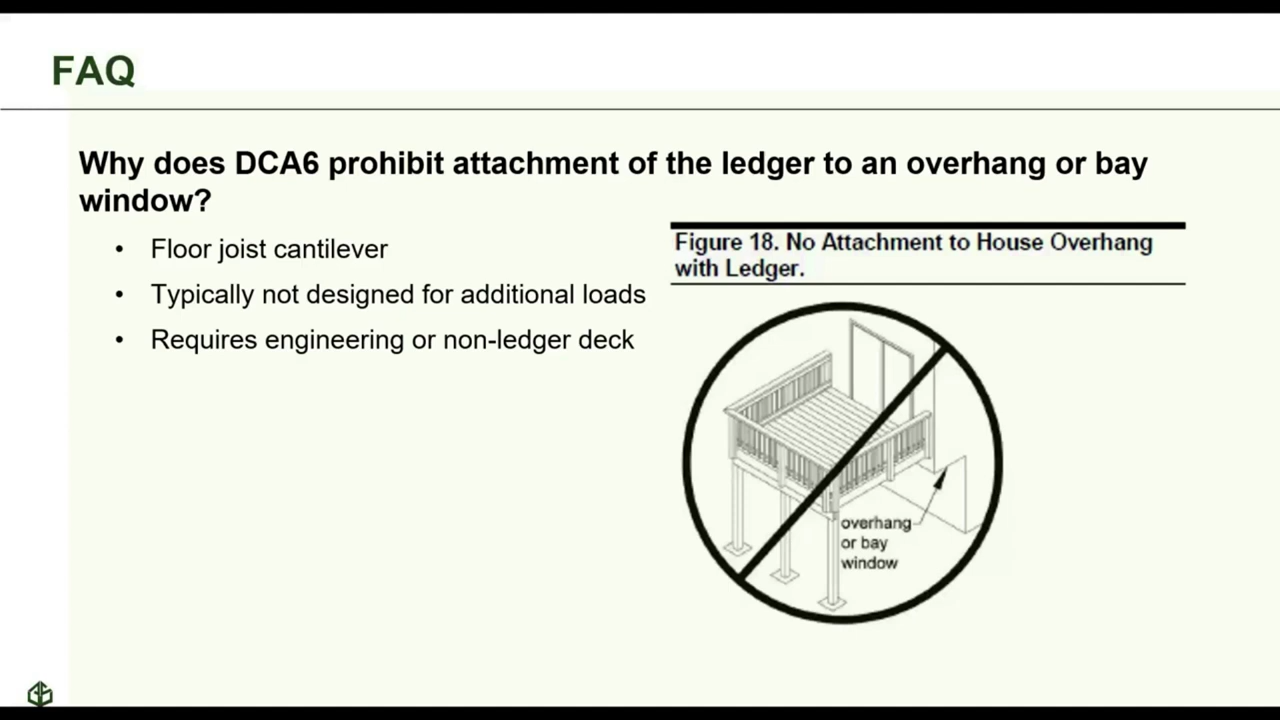 FAQ
Why does DCA6 prohibit attachment of the ledger to an overhang or bay
window?
• Floor joist cantilever
• Typically not designed for additional loads
• Requires engineering or non-ledger deck
Figure 18. No Attachment to House Overhang
with Ledger.
overhang
or bay
window